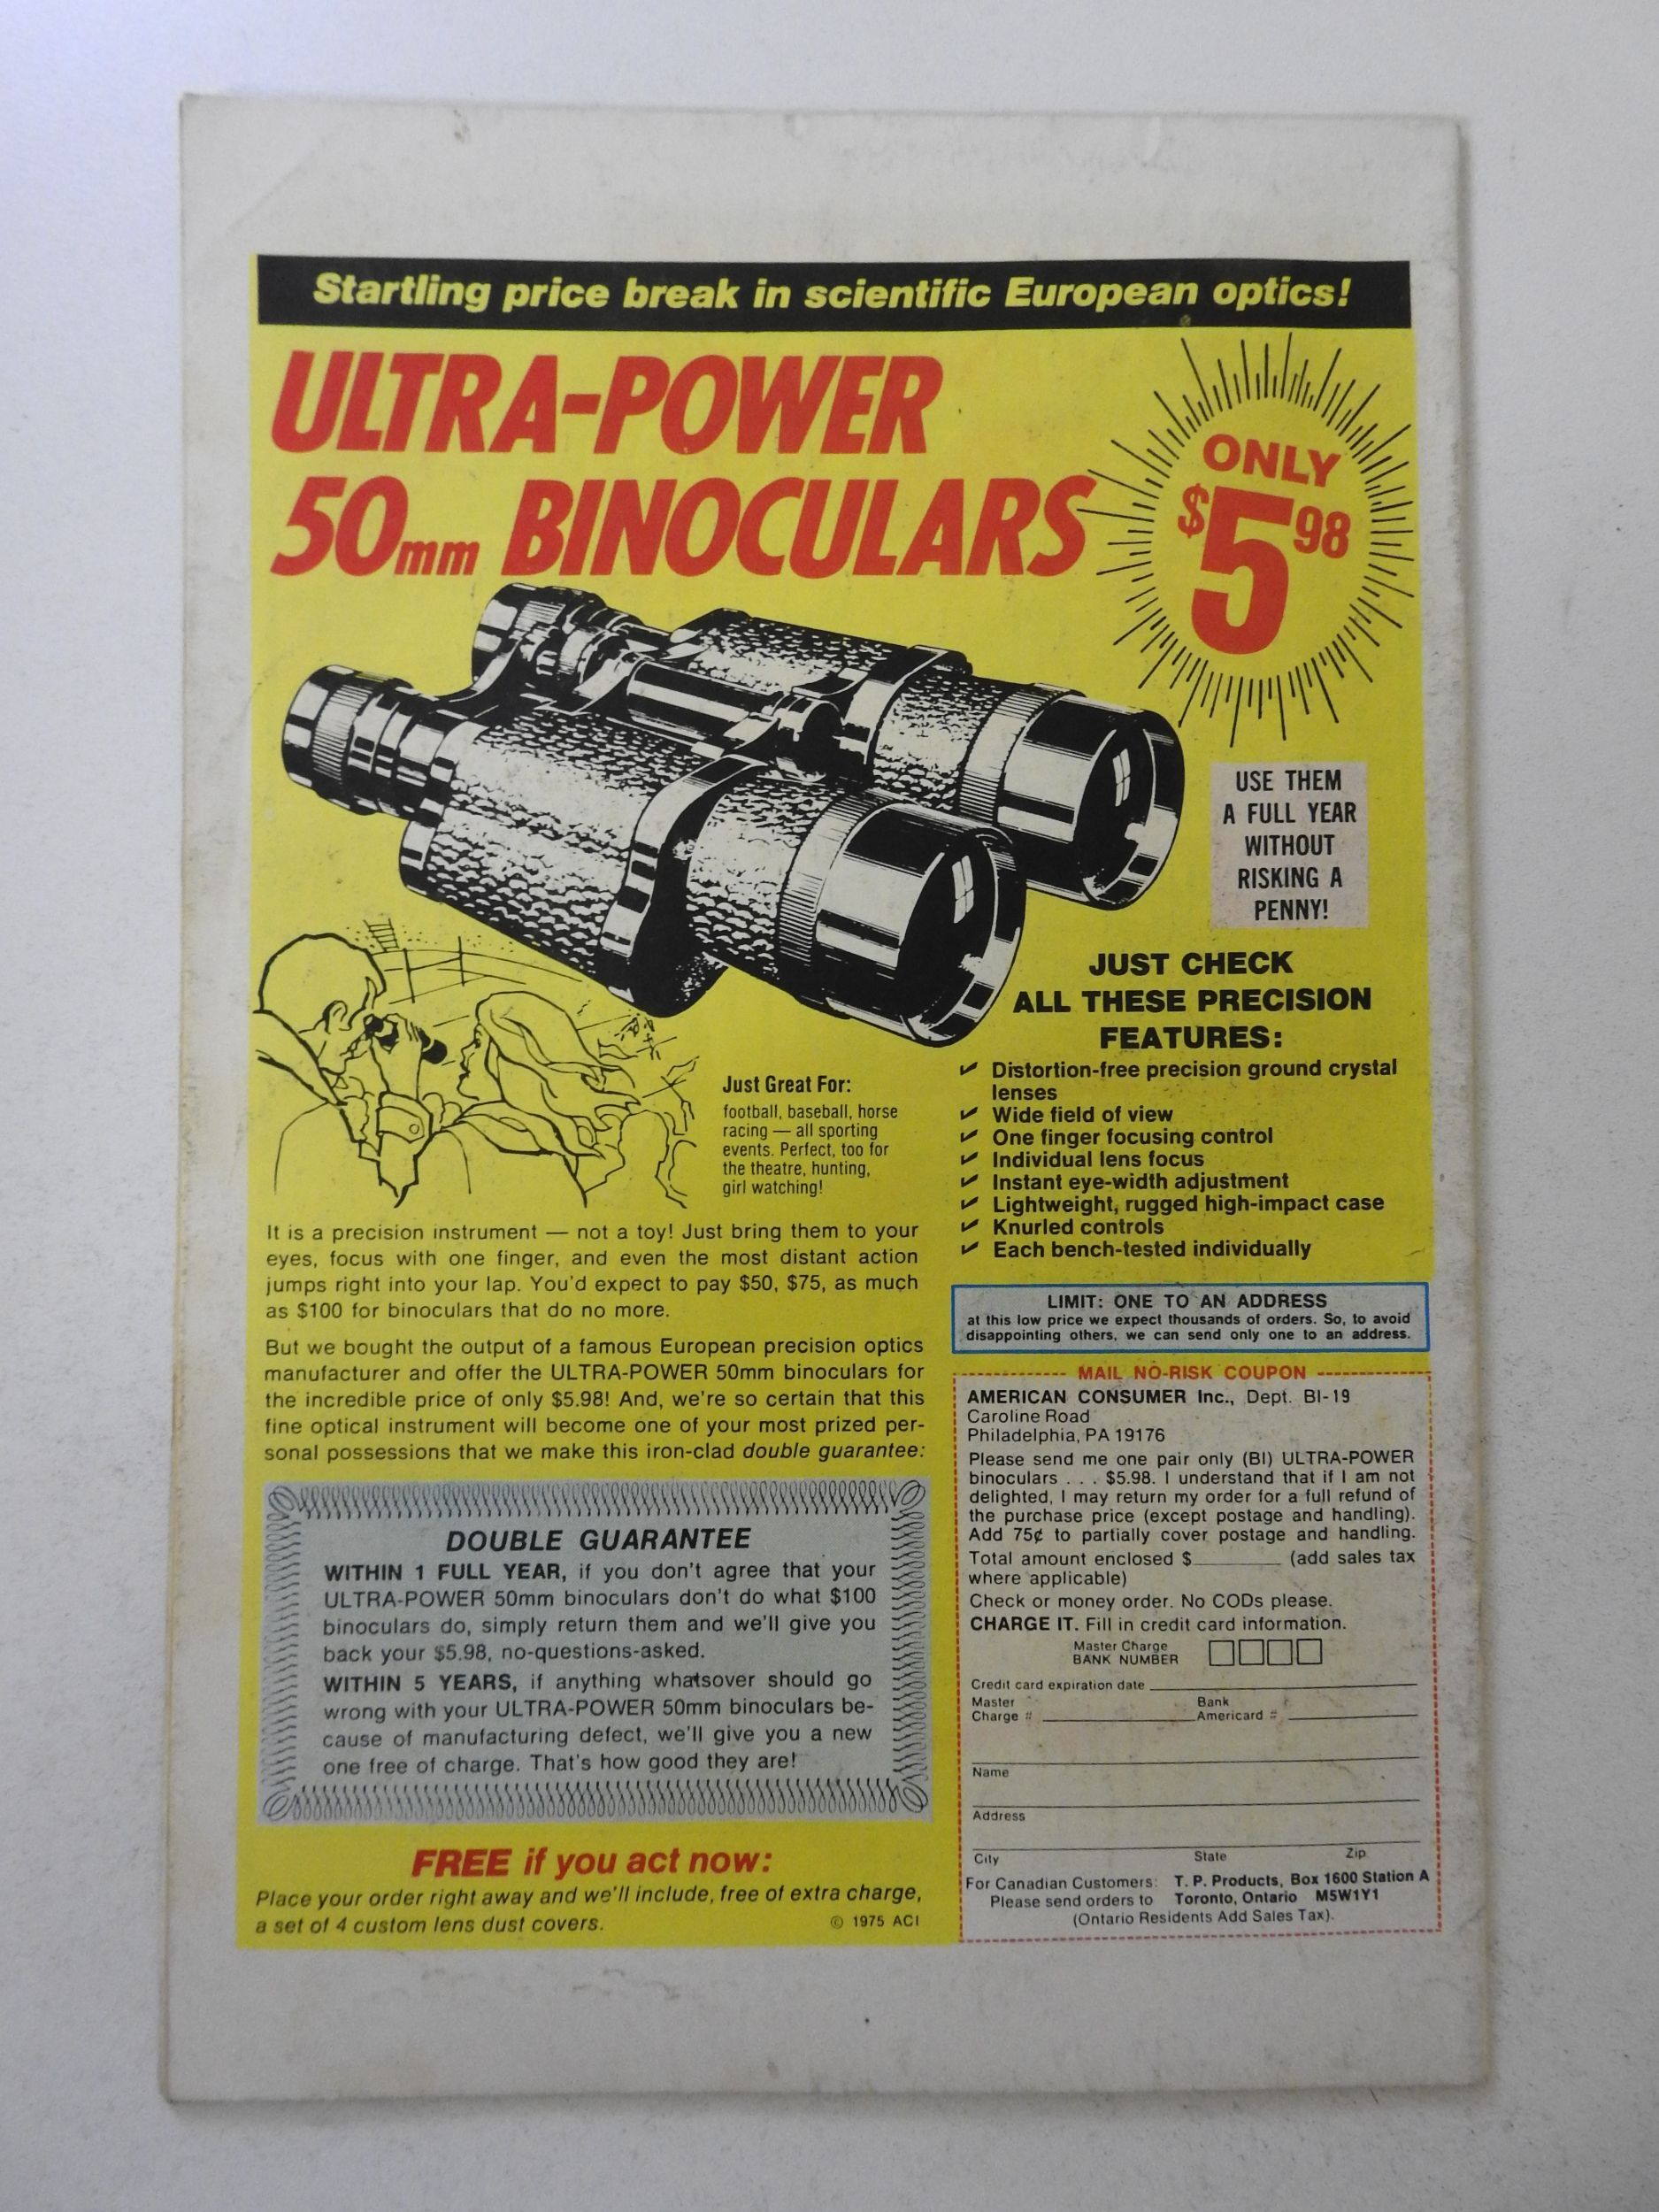 Startling price break in scientific European optics!
ULTRA-POWER
50mm BINOCULARS
ONLY
$5 98
USE THEM
A FULL YEAR
WITHOUT
RISKING A
PENNY!
JUST CHECK
ALL THESE PRECISION
FEATURES:
✔ Distortion-free precision ground crystal
lenses
✔ Wide field of view
✔ One finger focusing control
✔ Individual lens focus
✔ Instant eye-width adjustment
✔ Lightweight, rugged high-impact case
✔ Knurled controls
✔ Each bench-tested individually
Just Great For:
football, baseball, horse
racing — all sporting
events. Perfect, too for
the theatre, hunting,
girl watching!
It is a precision instrument — not a toy! Just bring them to your
eyes, focus with one finger, and even the most distant action
jumps right into your lap. You'd expect to pay $50, $75, as much
as $100 for binoculars that do no more.
But we bought the output of a famous European precision optics
manufacturer and offer the ULTRA-POWER 50mm binoculars for
the incredible price of only $5.98! And, we're so certain that this
fine optical instrument will become one of your most prized per-
sonal possessions that we make this iron-clad double guarantee:
DOUBLE GUARANTEE
WITHIN 1 FULL YEAR, if you don't agree that your
ULTRA-POWER 50mm binoculars don't do what $100
binoculars do, simply return them and we'll give you
back your $5.98, no-questions-asked.
WITHIN 5 YEARS, if anything whatsover should go
wrong with your ULTRA-POWER 50mm binoculars be-
cause of manufacturing defect, we'll give you a new
one free of charge. That's how good they are!
FREE if you act now:
Place your order right away and we'll include, free of extra charge,
a set of 4 custom lens dust covers.
© 1975 ACI
LIMIT: ONE TO AN ADDRESS
at this low price we expect thousands of orders. So, to avoid
disappointing others, we can send only one to an address.
MAIL NO-RISK COUPON
AMERICAN CONSUMER Inc., Dept. BI-19
Caroline Road
Philadelphia, PA 19176
Please send me one pair only (BI) ULTRA-POWER
binoculars . . . $5.98. I understand that if I am not
delighted, I may return my order for a full refund of
the purchase price (except postage and handling).
Add 75¢ to partially cover postage and handling.
Total amount enclosed $________ (add sales tax
where applicable)
Check or money order. No CODs please.
CHARGE IT. Fill in credit card information.
Master Charge
BANK NUMBER
Credit card expiration date
Master Bank
Charge # Americard #
Name
Address
City State Zip
For Canadian Customers: T. P. Products, Box 1600 Station A
Please send orders to Toronto, Ontario M5W1Y1
(Ontario Residents Add Sales Tax).